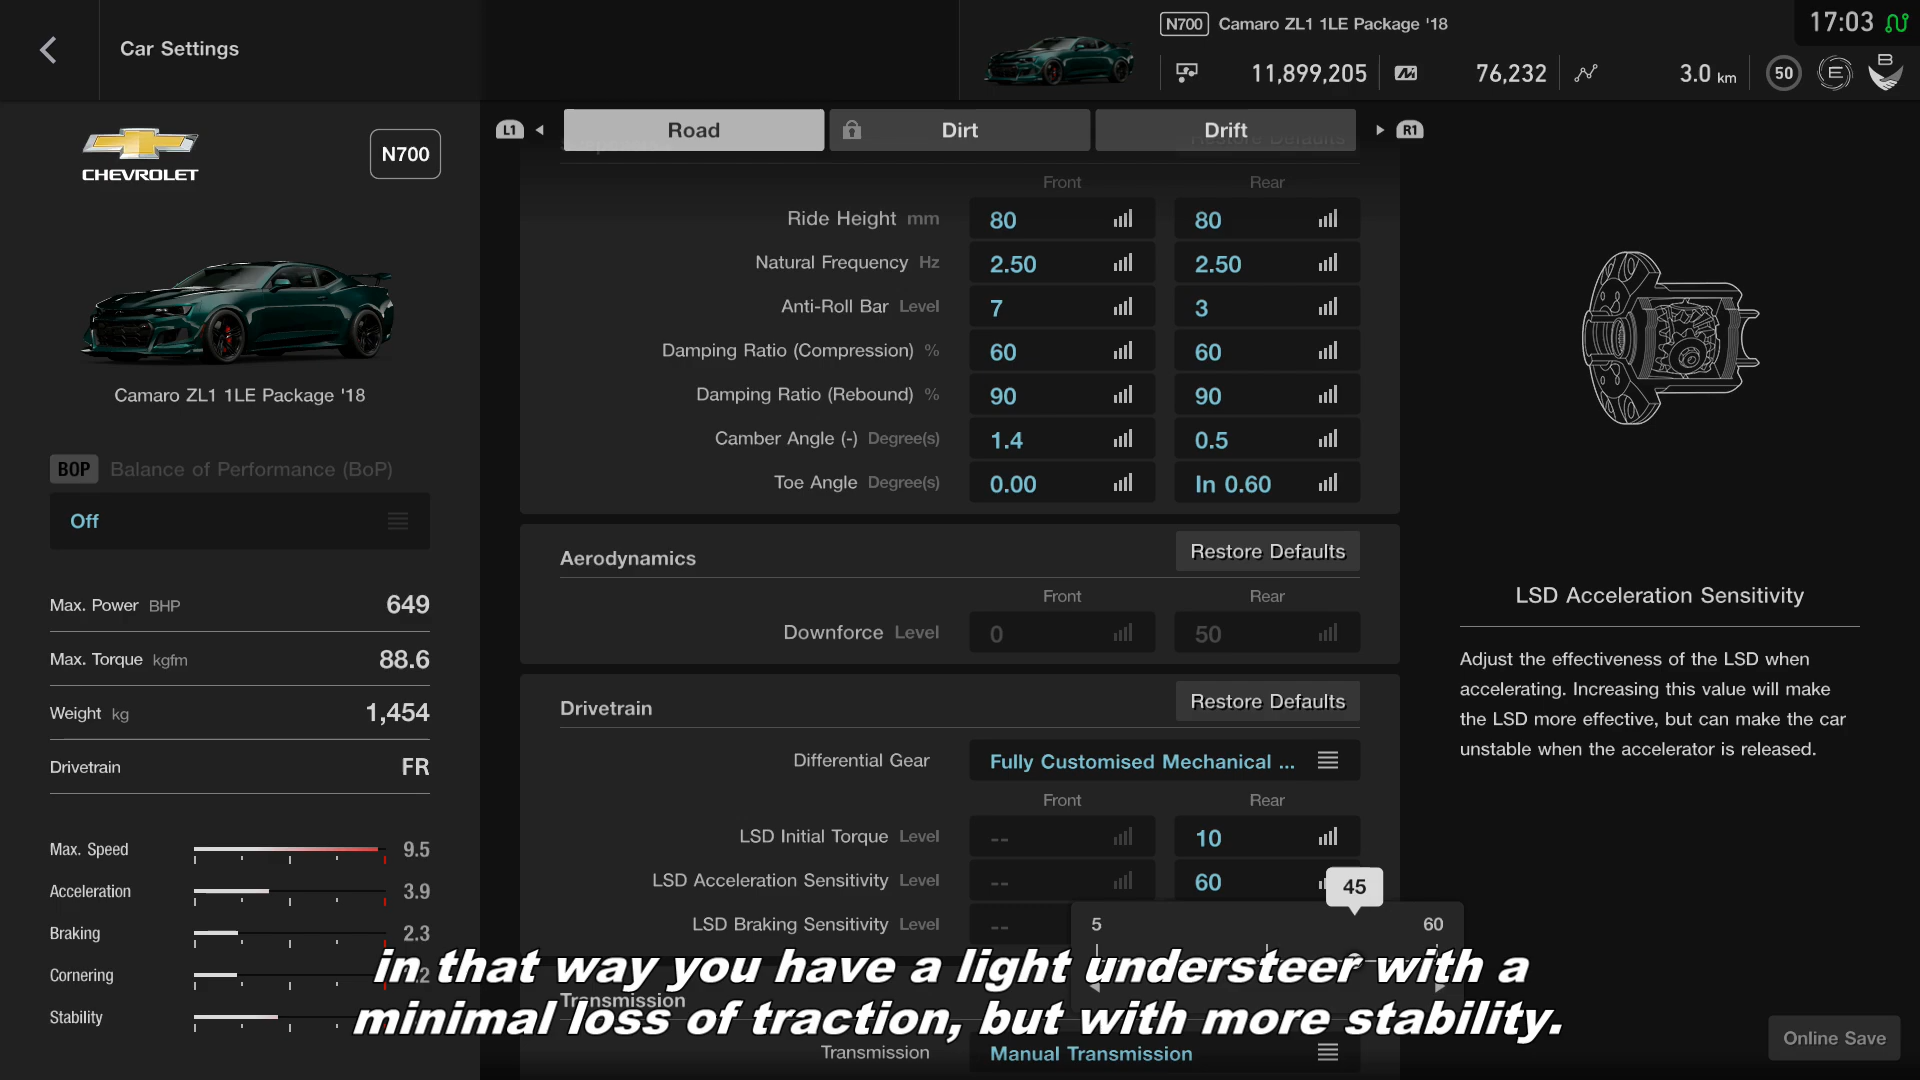 Car Settings
N700 Camaro ZL1 1LE Package '18
17:03
11,899,205
76,232
3.0 km
50
E
B
L1
Road
Dirt
Drift
R1
CHEVROLET
N700
Restore Defaults
Front Rear
Ride Height mm 80 80
Natural Frequency Hz 2.50 2.50
Anti-Roll Bar Level 7 3
Damping Ratio (Compression) % 60 60
Damping Ratio (Rebound) % 90 90
Camber Angle (-) Degree(s) 1.4 0.5
Toe Angle Degree(s) 0.00 In 0.60
Camaro ZL1 1LE Package '18
BOP Balance of Performance (BoP)
Off
Max. Power BHP 649
Max. Torque kgfm 88.6
Weight kg 1,454
Drivetrain FR
Max. Speed 9.5
Acceleration 3.9
Braking 2.3
Cornering
Stability
Aerodynamics Restore Defaults
Front Rear
Downforce Level 0 50
Drivetrain Restore Defaults
Differential Gear Fully Customised Mechanical ...
Front Rear
LSD Initial Torque Level -- 10
LSD Acceleration Sensitivity Level -- 60
45
LSD Braking Sensitivity Level --
5 60
Transmission
Transmission Manual Transmission
LSD Acceleration Sensitivity
Adjust the effectiveness of the LSD when
accelerating. Increasing this value will make
the LSD more effective, but can make the car
unstable when the accelerator is released.
in that way you have a light understeer with a
minimal loss of traction, but with more stability.
Online Save